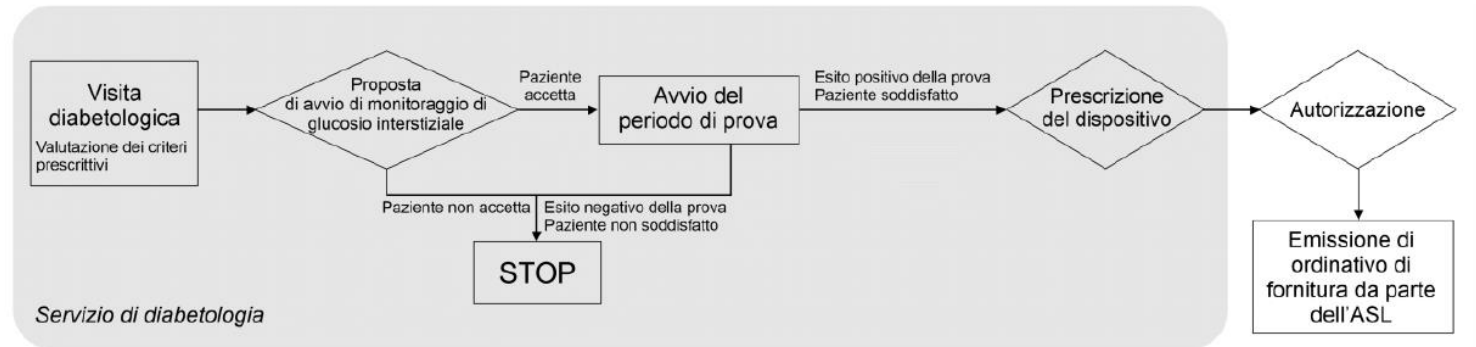 Visita
diabetologica
Valutazione dei criteri
prescrittivi
Proposta
di avvio di monitoraggio di
glucosio interstiziale
Paziente
accetta
Avvio del
periodo di prova
Esito positivo della prova
Paziente soddisfatto
Prescrizione
del dispositivo
Autorizzazione
Paziente non accetta
Esito negativo della prova
Paziente non soddisfatto
STOP
Emissione di
ordinativo di
fornitura da parte
dell'ASL
Servizio di diabetologia